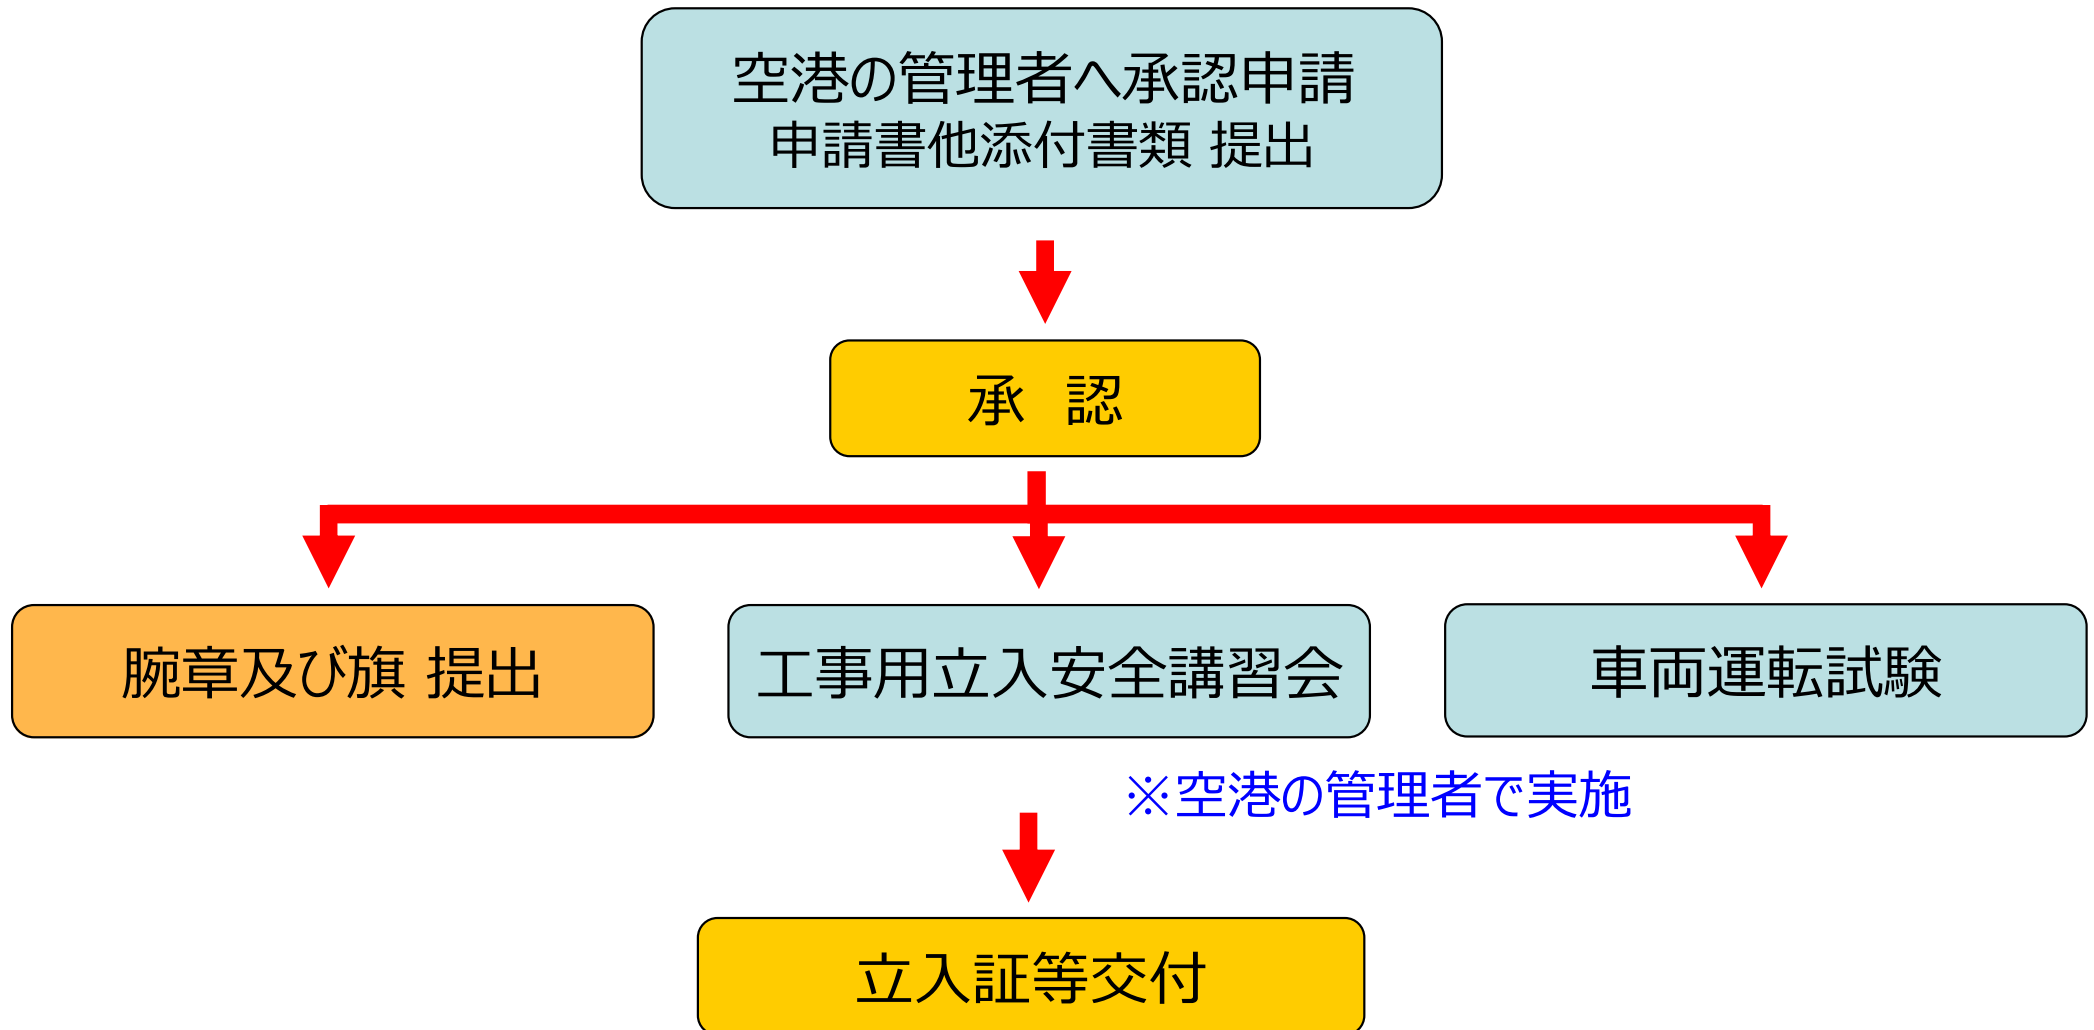 空港の管理者へ承認申請
申請書他添付書類 提出
承 認
腕章及び旗 提出
工事用立入安全講習会
車両運転試験
※空港の管理者で実施
立入証等交付